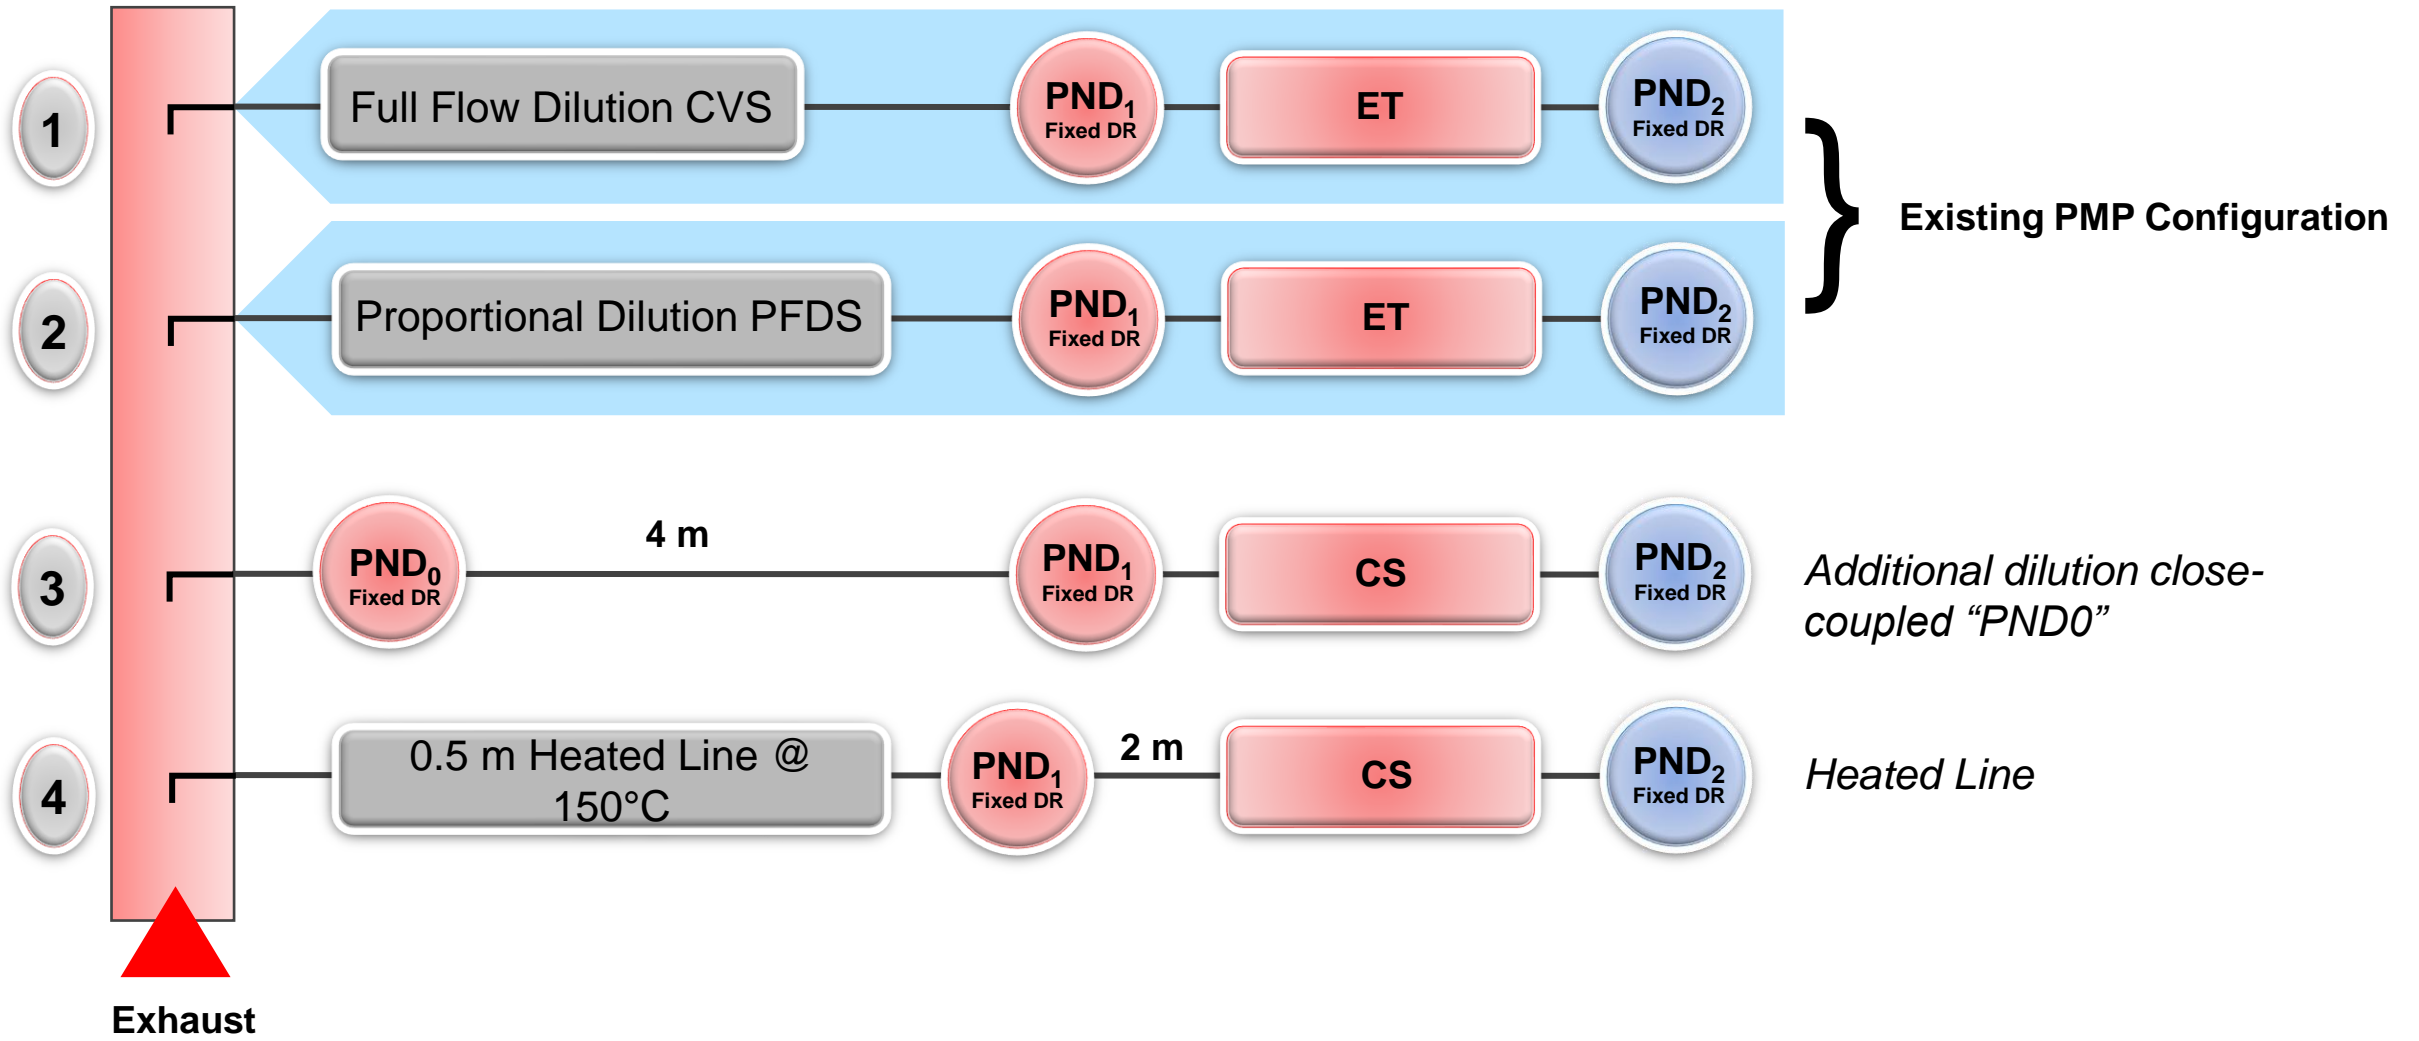 1
Full Flow Dilution CVS
PND1
Fixed DR
ET
PND2
Fixed DR
Existing PMP Configuration
2
Proportional Dilution PFDS
PND1
Fixed DR
ET
PND2
Fixed DR
3
PND0
Fixed DR
4 m
PND1
Fixed DR
CS
PND2
Fixed DR
Additional dilution close-
coupled “PND0”
4
0.5 m Heated Line @
150°C
PND1
Fixed DR
2 m
CS
PND2
Fixed DR
Heated Line
Exhaust